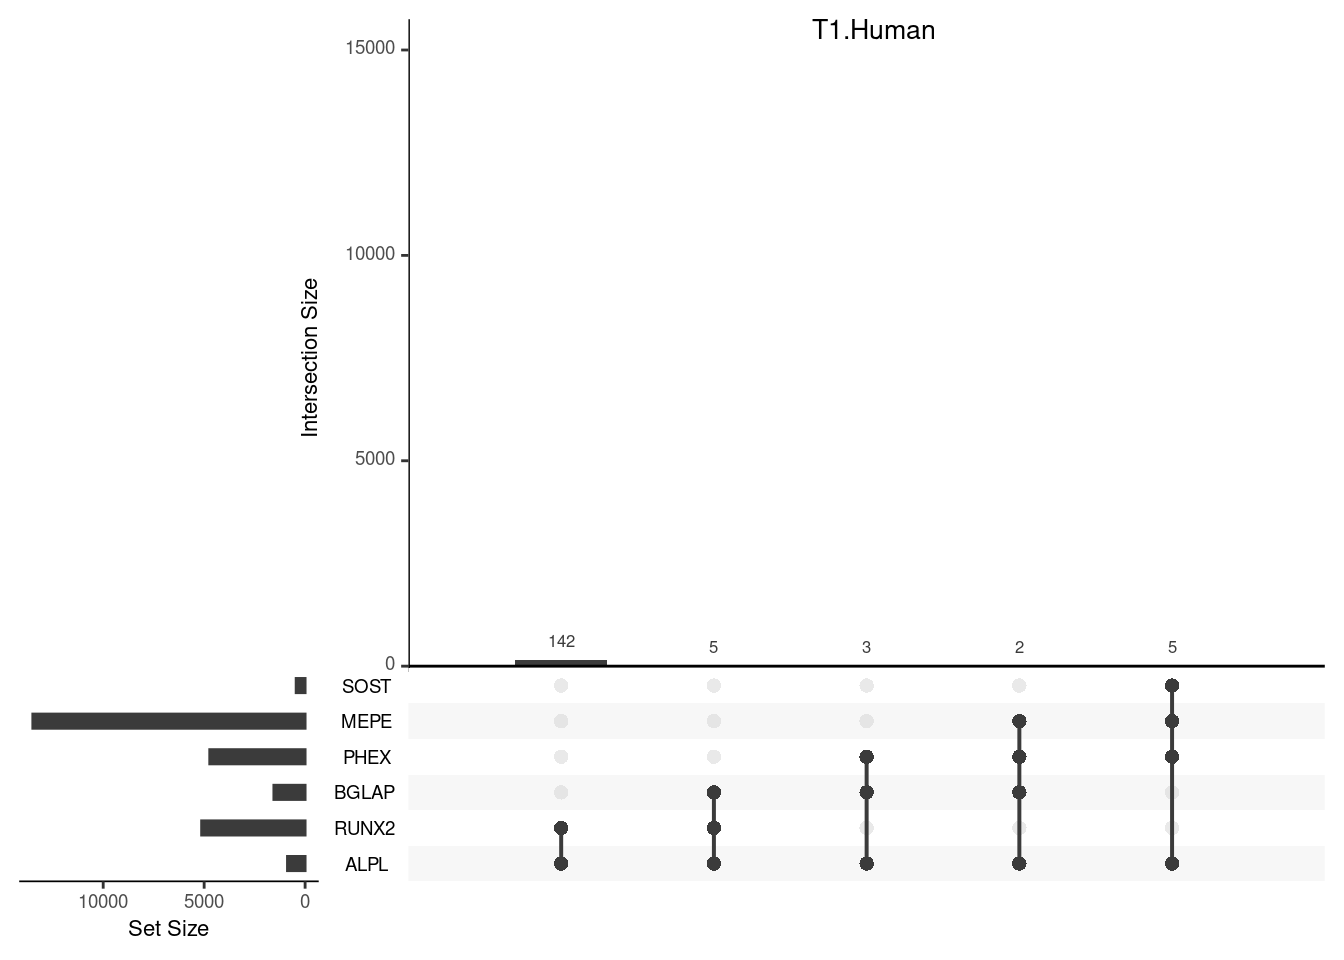 T1.Human
15000
10000
5000
0
Intersection Size
142
5
3
2
5
SOST
MEPE
PHEX
BGLAP
RUNX2
ALPL
10000
5000
0
Set Size